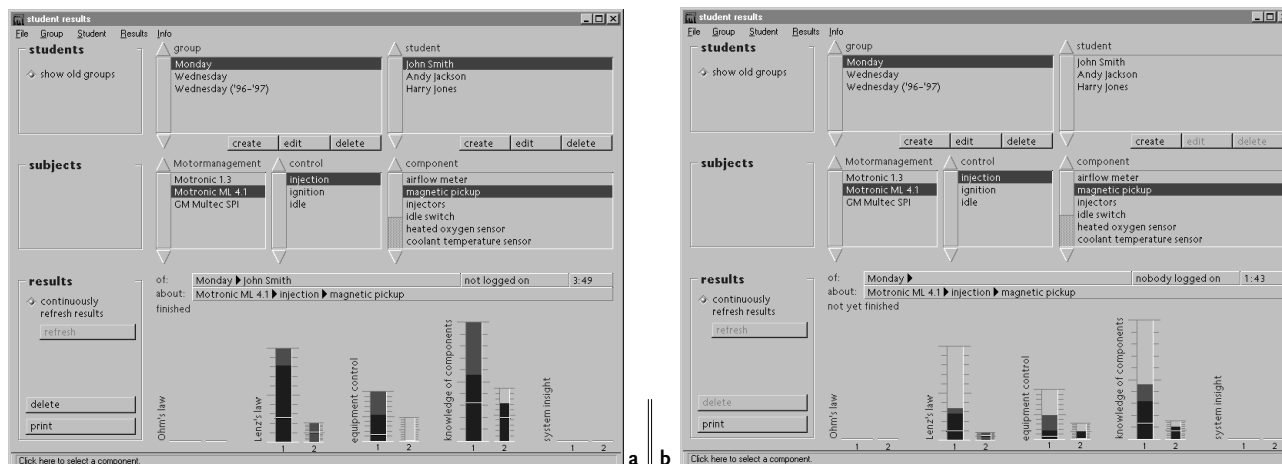 student results
File Group Student Results Info
students
show old groups
group
Monday
Wednesday
Wednesday ('96-'97)
create edit delete
student
John Smith
Andy Jackson
Harry Jones
create edit delete
subjects
Motormanagement
Motronic 1.3
Motronic ML 4.1
GM Multec SPI
control
injection
ignition
idle
component
airflow meter
magnetic pickup
injectors
idle switch
heated oxygen sensor
coolant temperature sensor
results
continuously
refresh results
refresh
delete
print
of: Monday John Smith not logged on 3:49
about: Motronic ML 4.1 injection magnetic pickup
finished
Ohm's law
Lenz's law
equipment control
knowledge of components
system insight
1 2 1 2 1 2 1 2
Click here to select a component.
a
b
student results
File Group Student Results Info
students
show old groups
group
Monday
Wednesday
Wednesday ('96-'97)
create edit delete
student
John Smith
Andy Jackson
Harry Jones
create edit delete
subjects
Motormanagement
Motronic 1.3
Motronic ML 4.1
GM Multec SPI
control
injection
ignition
idle
component
airflow meter
magnetic pickup
injectors
idle switch
heated oxygen sensor
coolant temperature sensor
results
continuously
refresh results
refresh
delete
print
of: Monday nobody logged on 1:43
about: Motronic ML 4.1 injection magnetic pickup
not yet finished
Ohm's law
Lenz's law
equipment control
knowledge of components
system insight
1 2 1 2 1 2 1 2 1 2
Click here to select a component.